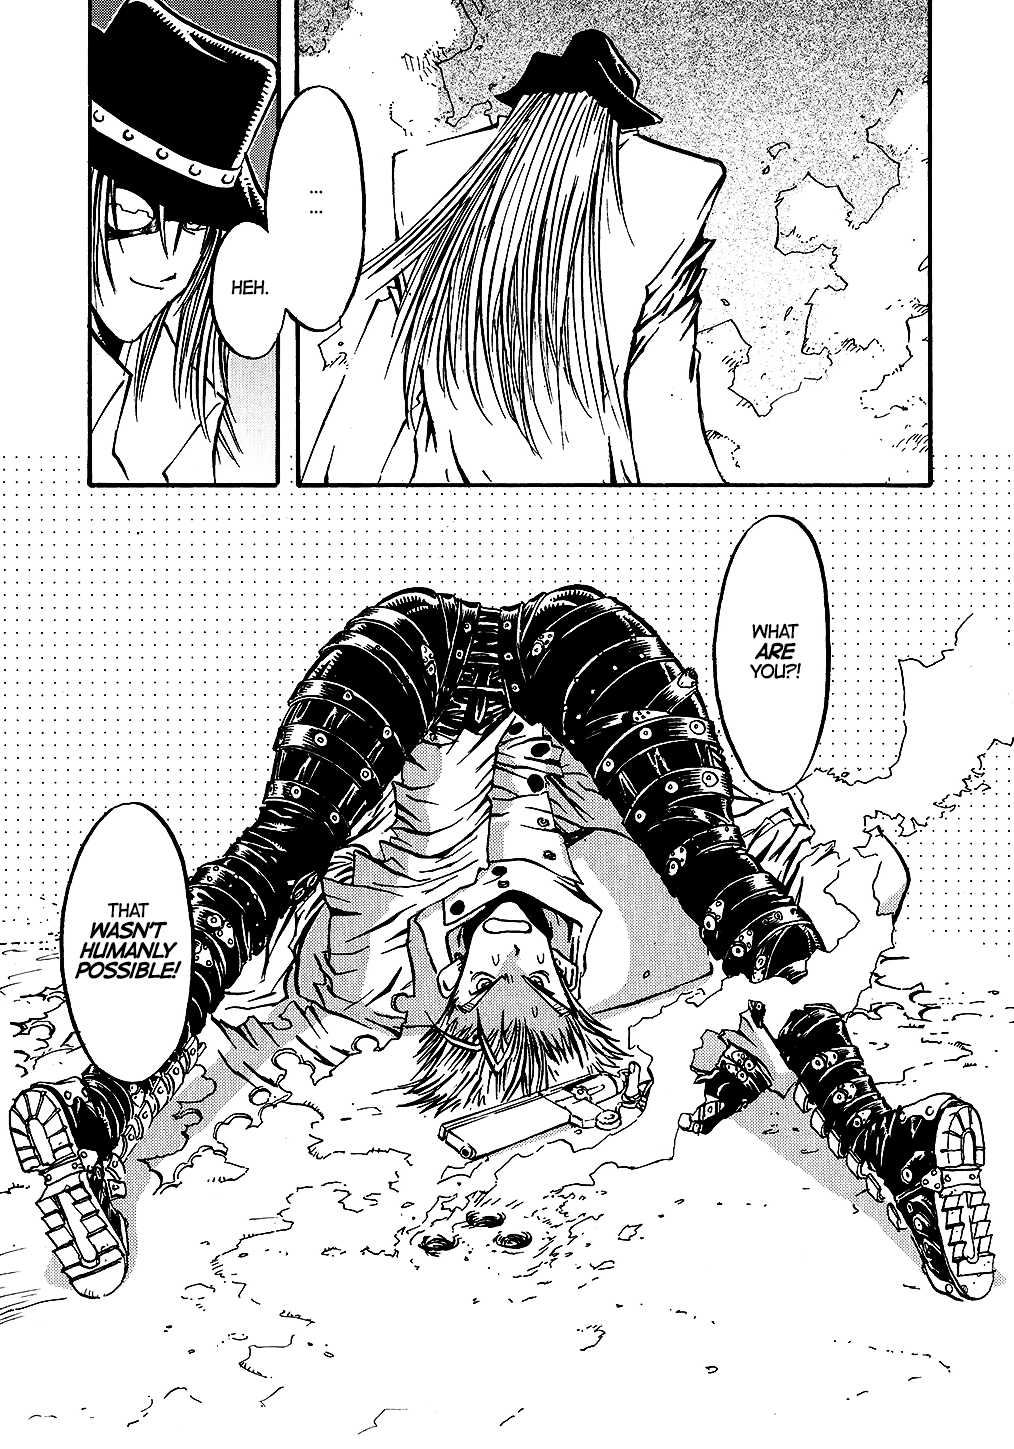 ...
...
HEH.
WHAT
ARE
YOU?!
THAT
WASN'T
HUMANLY
POSSIBLE!